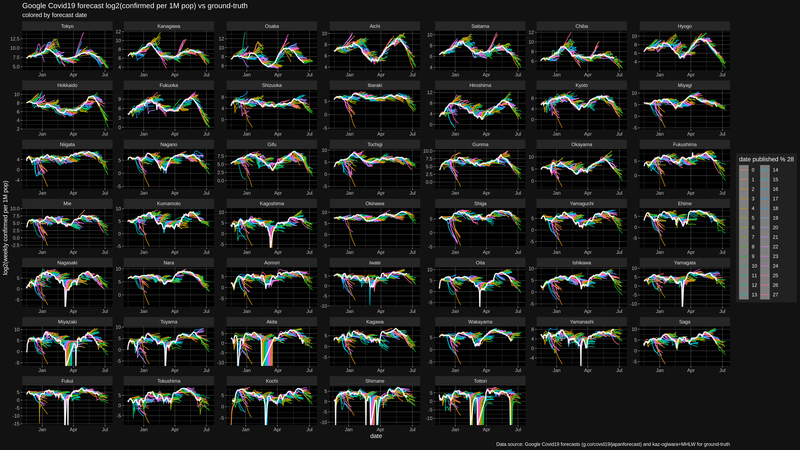 Google Covid19 forecast log2(confirmed per 1M pop) vs ground-truth
colored by forecast date
Tokyo Kanagawa Osaka Aichi Saitama Chiba Hyogo
Hokkaido Fukuoka Shizuoka Ibaraki Hiroshima Kyoto Miyagi
Niigata Nagano Gifu Tochigi Gunma Okayama Fukushima
Mie Kumamoto Kagoshima Okinawa Shiga Yamaguchi Ehime
Nagasaki Nara Aomori Iwate Oita Ishikawa Yamagata
Miyazaki Toyama Akita Kagawa Wakayama Yamanashi Saga
Fukui Tokushima Kochi Shimane Tottori
Jan Apr Jul
log2(weekly confirmed per 1M pop)
date
date published % 28
0 14
1 15
2 16
3 17
4 18
5 19
6 20
7 21
8 22
9 23
10 24
11 25
12 26
13 27
Data source: Google Covid19 forecasts (g.co/covid19/japanforecast) and kaz-ogiwara+MHLW for ground-truth